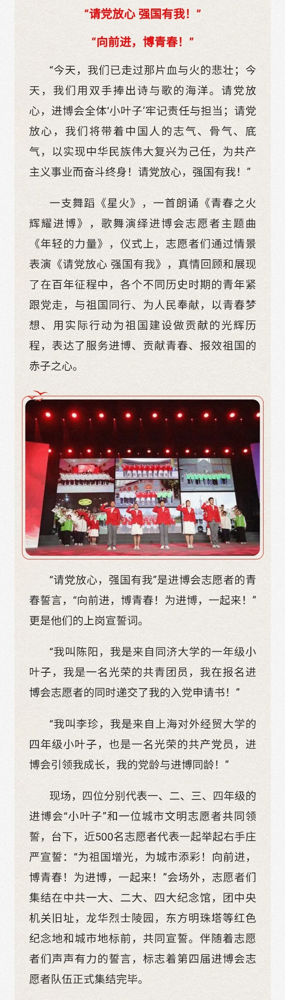 “请党放心 强国有我！”
“向前进，博青春！”
“今天，我们已走过那片血与火的悲壮；今
天，我们用双手捧出诗与歌的海洋。请党放
心，进博会全体‘小叶子’牢记责任与担当；请党
放心，我们将带着中国人的志气、骨气、底
气，以实现中华民族伟大复兴为己任，为共产
主义事业而奋斗终身！请党放心，强国有我！”
一支舞蹈《星火》，一首朗诵《青春之火
辉耀进博》，歌舞演绎进博会志愿者主题曲
《年轻的力量》，仪式上，志愿者们通过情景
表演《请党放心 强国有我》，真情回顾和展现
了在百年征程中，各个不同历史时期的青年紧
跟党走，与祖国同行、为人民奉献，以青春梦
想、用实际行动为祖国建设做贡献的光辉历
程，表达了服务进博、贡献青春、报效祖国的
赤子之心。
“请党放心，强国有我”是进博会志愿者的青
春誓言，“向前进，博青春！为进博，一起来！”
更是他们的上岗宣誓词。
“我叫陈阳，我是来自同济大学的一年级小
叶子，我是一名光荣的共青团员，我在报名进
博会志愿者的同时递交了我的入党申请书！”
“我叫李珍，我是来自上海对外经贸大学的
四年级小叶子，也是一名光荣的共产党员，进
博会引领我成长，我的党龄与进博同龄！”
现场，四位分别代表一、二、三、四年级的
进博会“小叶子”和一位城市文明志愿者共同领
誓，台下，近500名志愿者代表一起举起右手庄
严宣誓：“为祖国增光，为城市添彩！向前进，
博青春！为进博，一起来！”会场外，志愿者们
集结在中共一大、二大、四大纪念馆，团中央
机关旧址，龙华烈士陵园，东方明珠塔等红色
纪念地和城市地标前，共同宣誓。伴随着志愿
者们声声有力的誓言，标志着第四届进博会志
愿者队伍正式集结完毕。